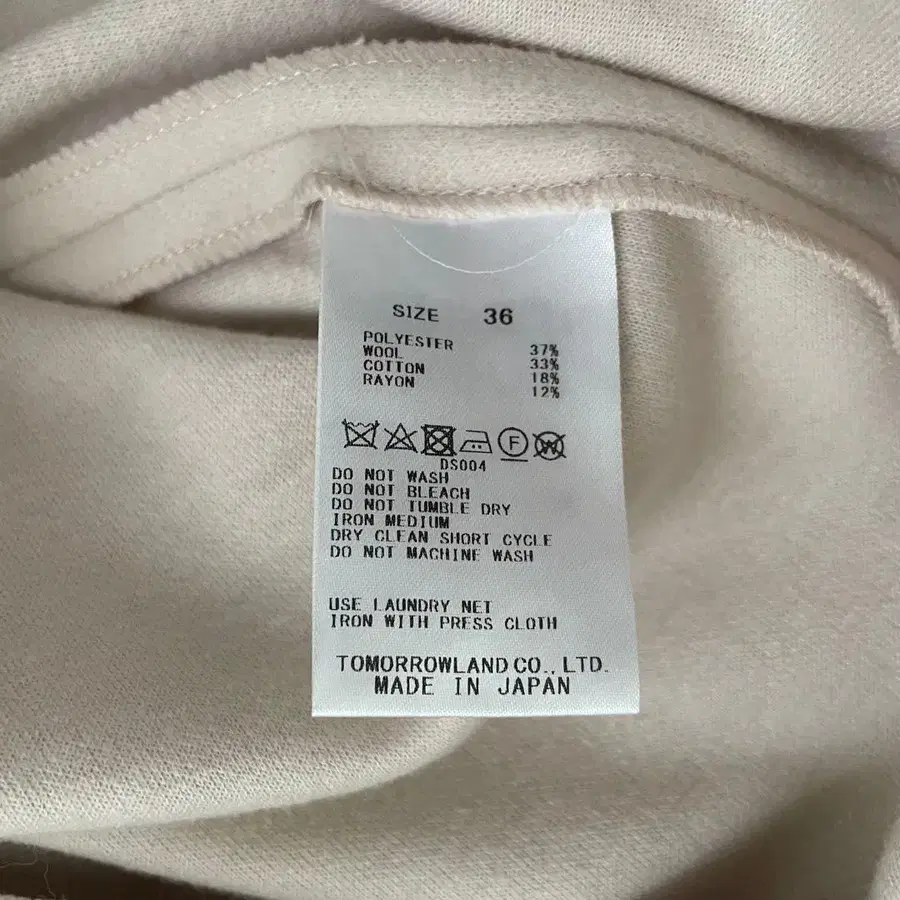 SIZE 36
POLYESTER 37%
WOOL 33%
COTTON 18%
RAYON 12%
F W
DS004
DO NOT WASH
DO NOT BLEACH
DO NOT TUMBLE DRY
IRON MEDIUM
DRY CLEAN SHORT CYCLE
DO NOT MACHINE WASH
USE LAUNDRY NET
IRON WITH PRESS CLOTH
TOMORROWLAND CO., LTD.
MADE IN JAPAN